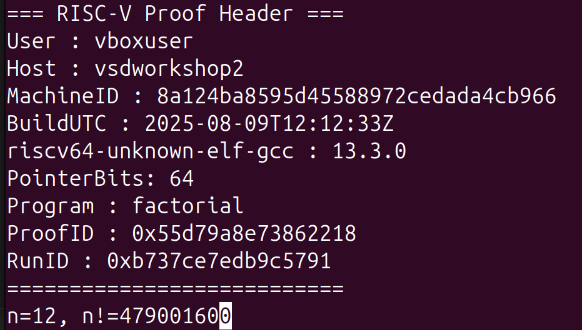 === RISC-V Proof Header ===
User : vboxuser
Host : vsdworkshop2
MachineID : 8a124ba8595d45588972cedada4cb966
BuildUTC : 2025-08-09T12:12:33Z
riscv64-unknown-elf-gcc : 13.3.0
PointerBits: 64
Program : factorial
ProofID : 0x55d79a8e73862218
RunID : 0xb737ce7edb9c5791
===========================
n=12, n!=479001600